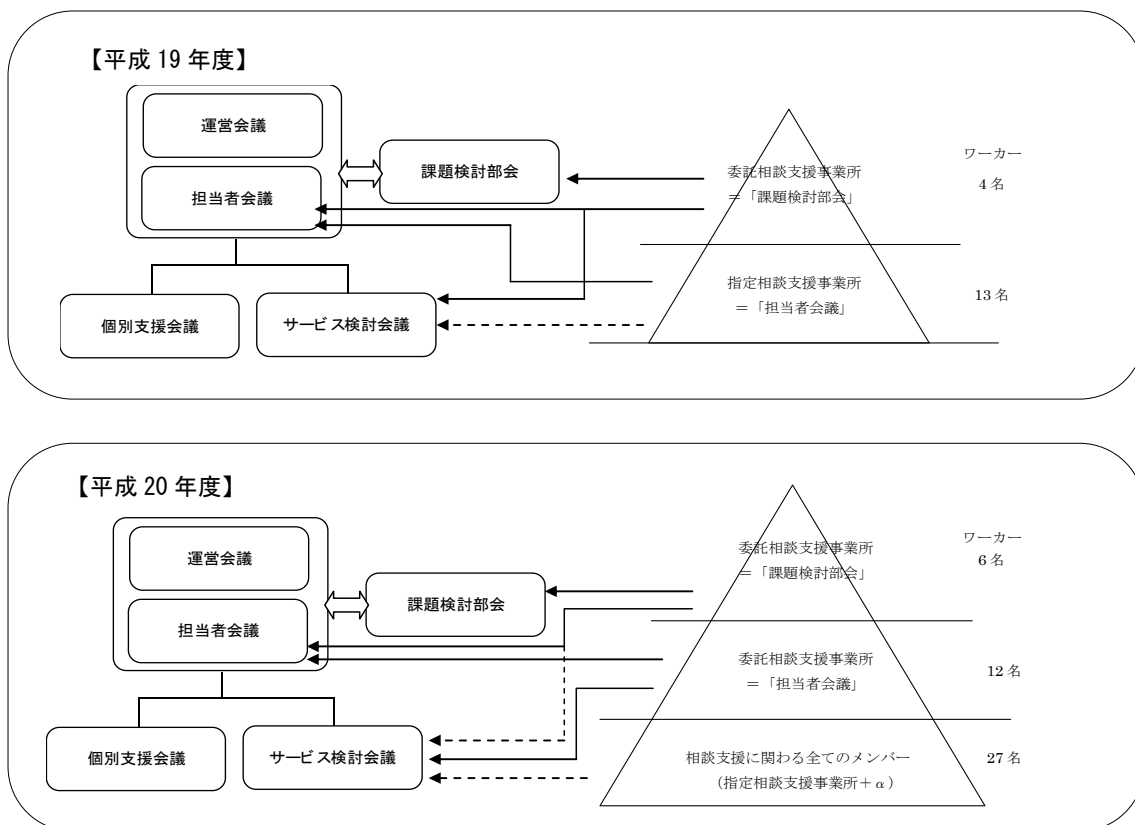 【平成 19 年度】
運営会議
担当者会議
課題検討部会
個別支援会議
サービス検討会議
委託相談支援事業所
＝「課題検討部会」
ワーカー
4 名
指定相談支援事業所
＝「担当者会議」
13 名
【平成 20 年度】
運営会議
担当者会議
課題検討部会
個別支援会議
サービス検討会議
委託相談支援事業所
＝「課題検討部会」
ワーカー
6 名
委託相談支援事業所
＝「担当者会議」
12 名
相談支援に関わる全てのメンバー
（指定相談支援事業所＋α）
27 名